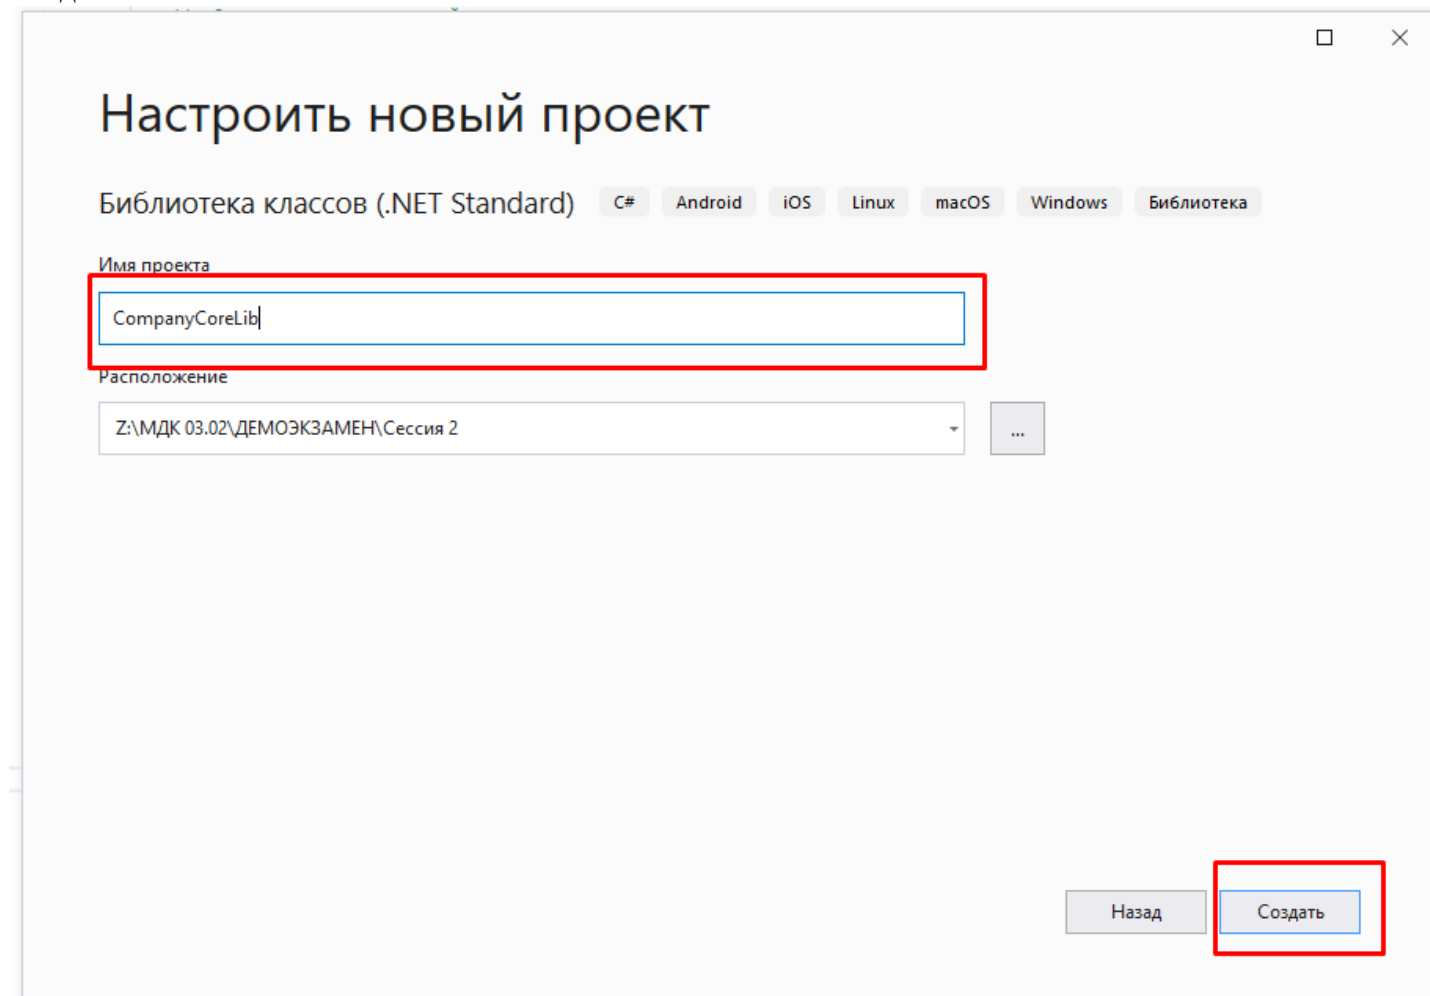 Настроить новый проект
Библиотека классов (.NET Standard) C# Android iOS Linux macOS Windows Библиотека
Имя проекта
CompanyCoreLib
Расположение
Z:\МДК 03.02\ДЕМОЭКЗАМЕН\Сессия 2
...
Назад Создать